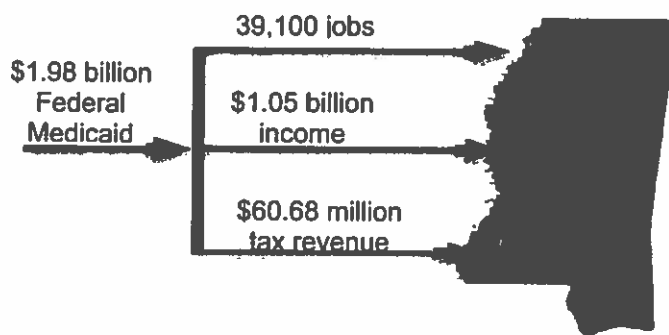 39,100 jobs
$1.98 billion
Federal
Medicaid
$1.05 billion
income
$60.68 million
tax revenue